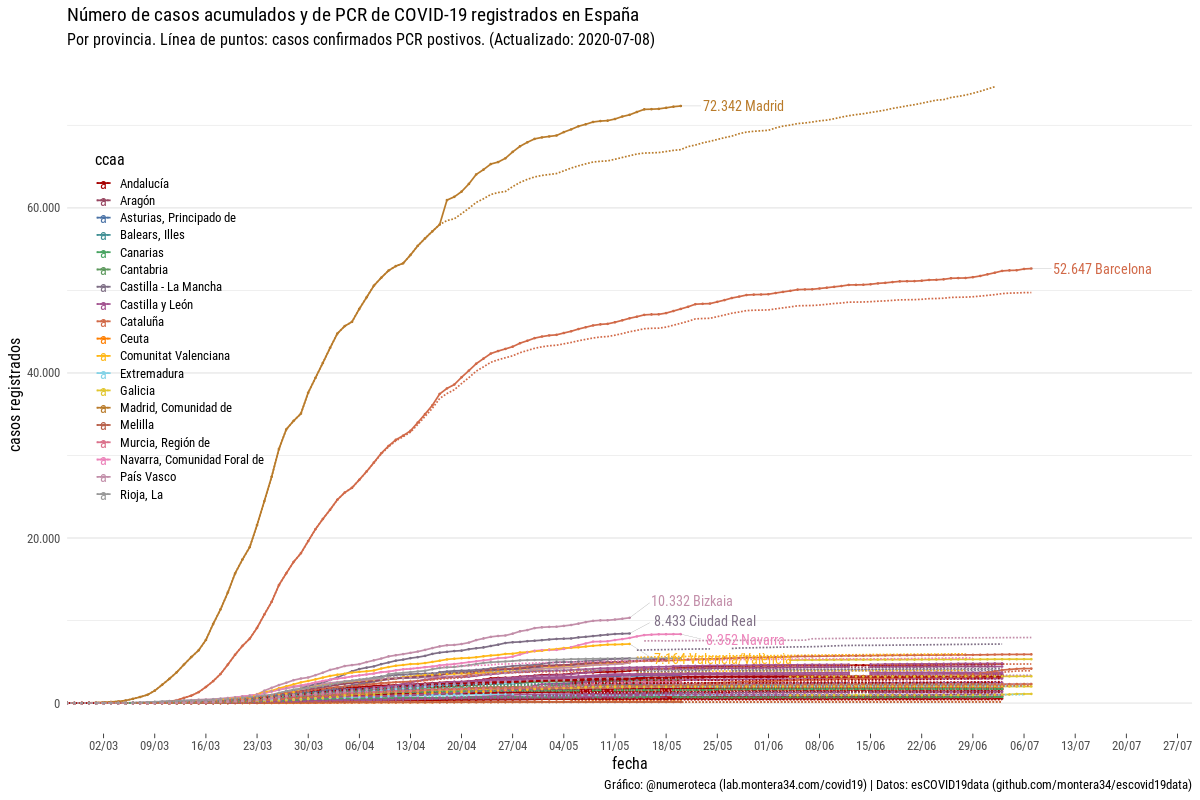 Número de casos acumulados y de PCR de COVID-19 registrados en España
Por provincia. Línea de puntos: casos confirmados PCR postivos. (Actualizado: 2020-07-08)
72.342 Madrid
ccaa
Andalucía
Aragón
Asturias, Principado de
Balears, Illes
Canarias
Cantabria
Castilla - La Mancha
Castilla y León
Cataluña
Ceuta
Comunitat Valenciana
Extremadura
Galicia
Madrid, Comunidad de
Melilla
Murcia, Región de
Navarra, Comunidad Foral de
País Vasco
Rioja, La
60.000
52.647 Barcelona
casos registrados
40.000
20.000
10.332 Bizkaia
8.433 Ciudad Real
8.352 Navarra
0
02/03 09/03 16/03 23/03 30/03 06/04 13/04 20/04 27/04 04/05 11/05 18/05 25/05 01/06 08/06 15/06 22/06 29/06 06/07 13/07 20/07 27/07
fecha
Gráfico: @numeroteca (lab.montera34.com/covid19) | Datos: esCOVID19data (github.com/montera34/escovid19data)